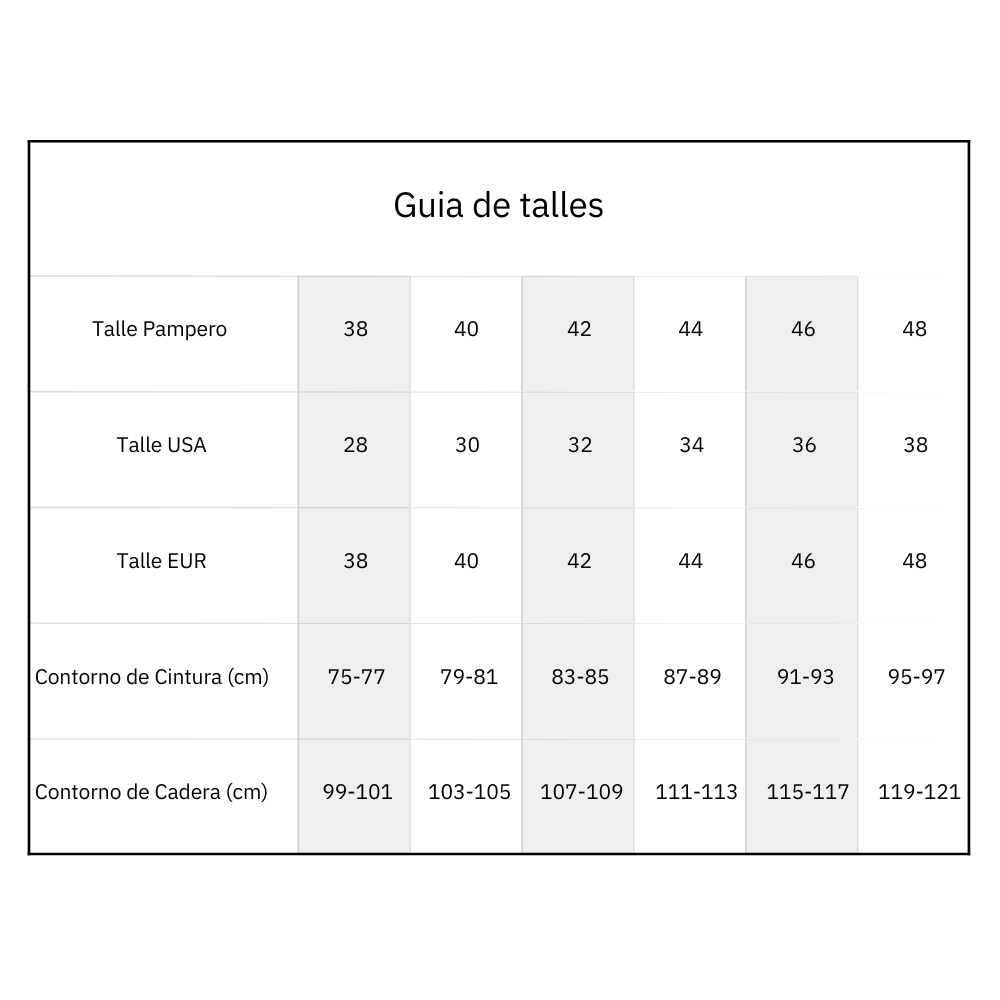 Guia de talles
Talle Pampero 38 40 42 44 46 48
Talle USA 28 30 32 34 36 38
Talle EUR 38 40 42 44 46 48
Contorno de Cintura (cm) 75-77 79-81 83-85 87-89 91-93 95-97
Contorno de Cadera (cm) 99-101 103-105 107-109 111-113 115-117 119-121